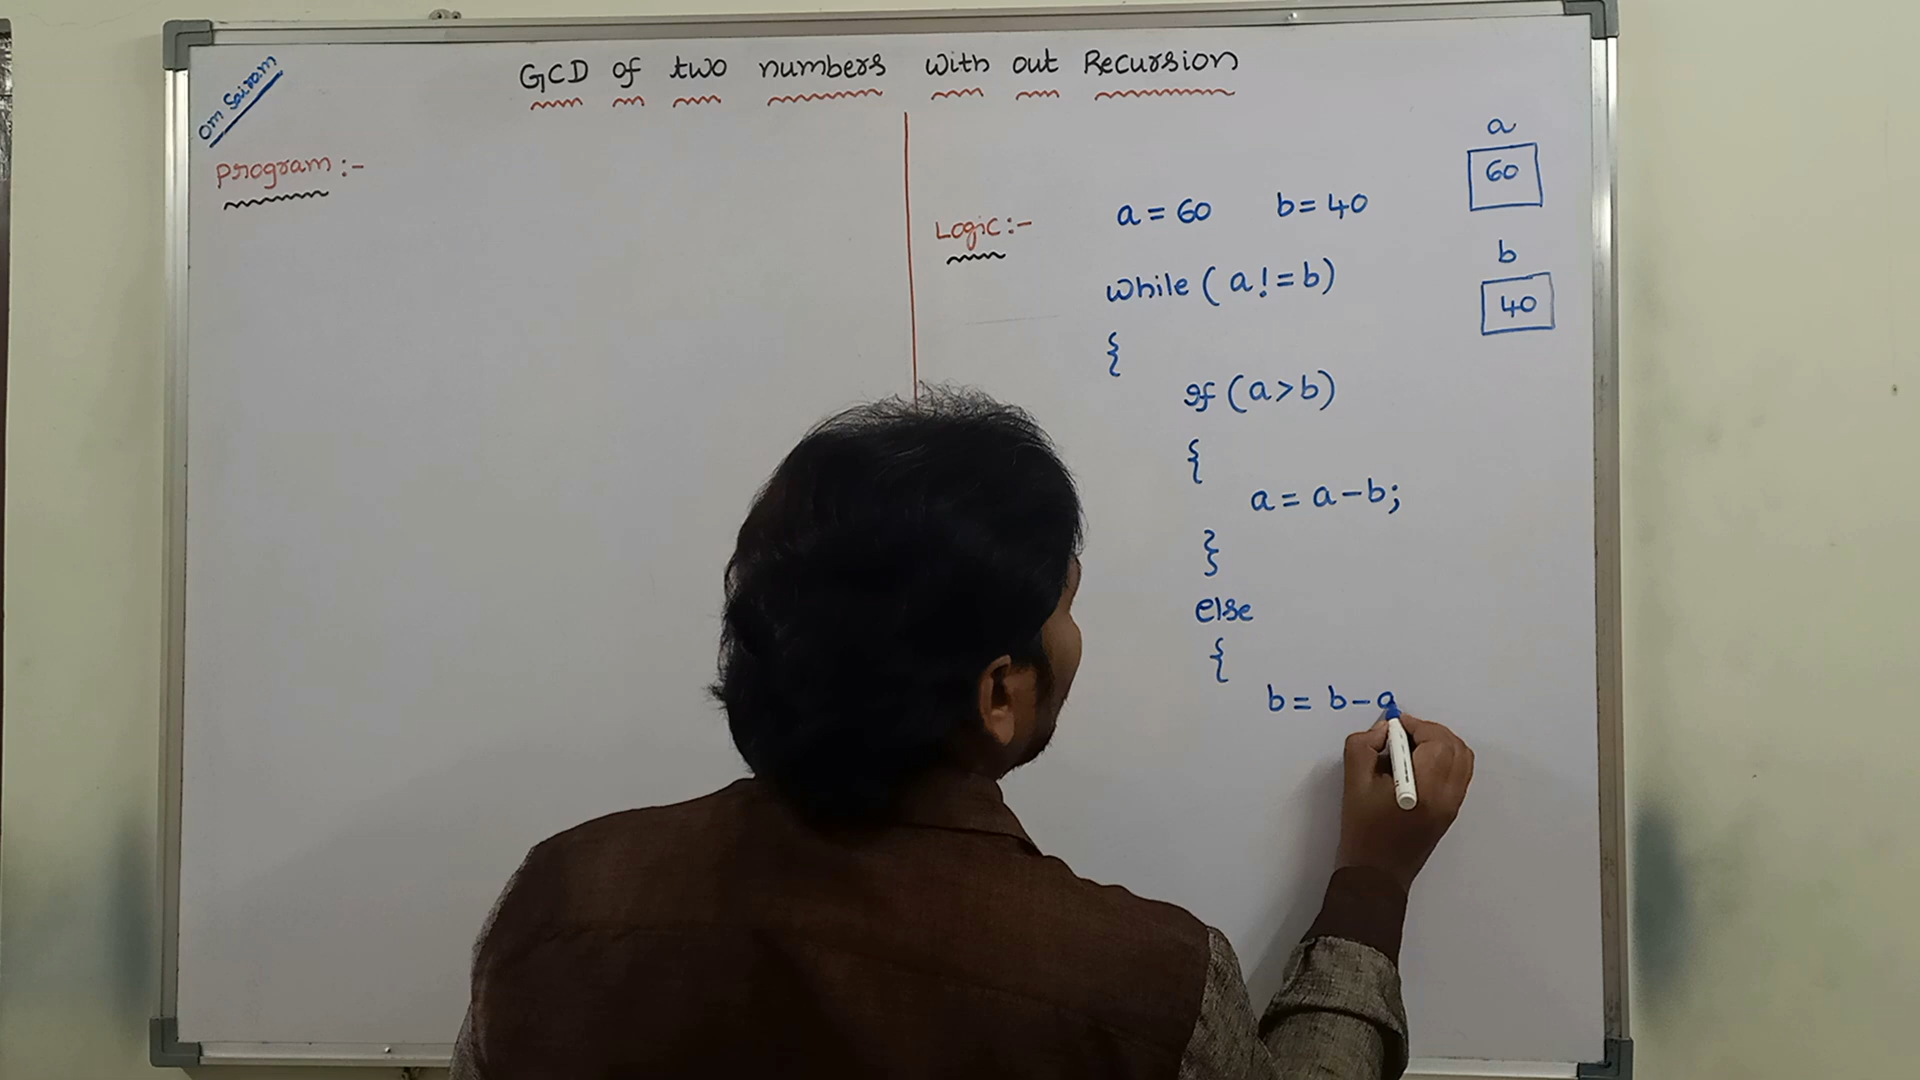 GCD of two numbers with out Recursion
Om Sairam
Program :-
Logic :-
a = 60 b = 40
while ( a! = b)
{
if (a > b)
{
a = a - b;
}
else
{
b = b - a
a
60
b
40